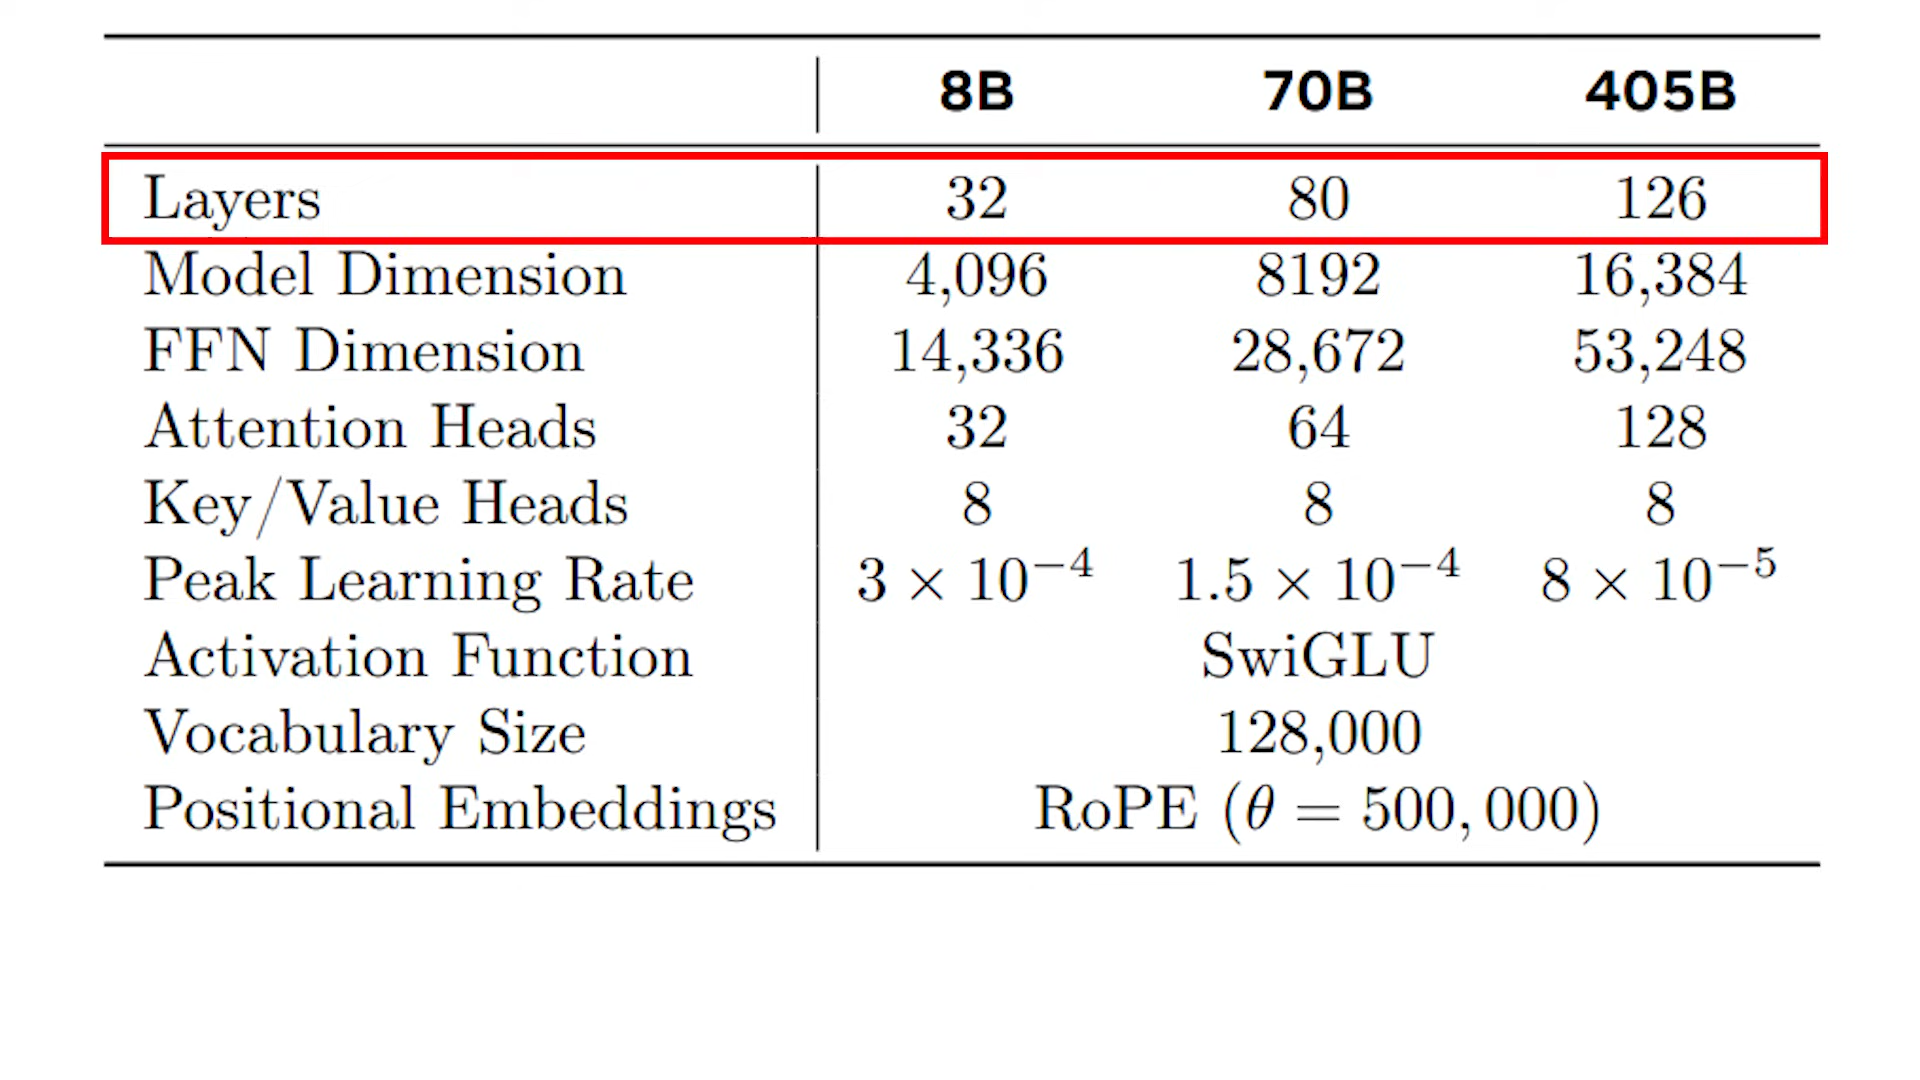 8B 70B 405B
Layers 32 80 126
Model Dimension 4,096 8192 16,384
FFN Dimension 14,336 28,672 53,248
Attention Heads 32 64 128
Key/Value Heads 8 8 8
Peak Learning Rate 3 × 10⁻⁴ 1.5 × 10⁻⁴ 8 × 10⁻⁵
Activation Function SwiGLU
Vocabulary Size 128,000
Positional Embeddings RoPE (θ = 500, 000)